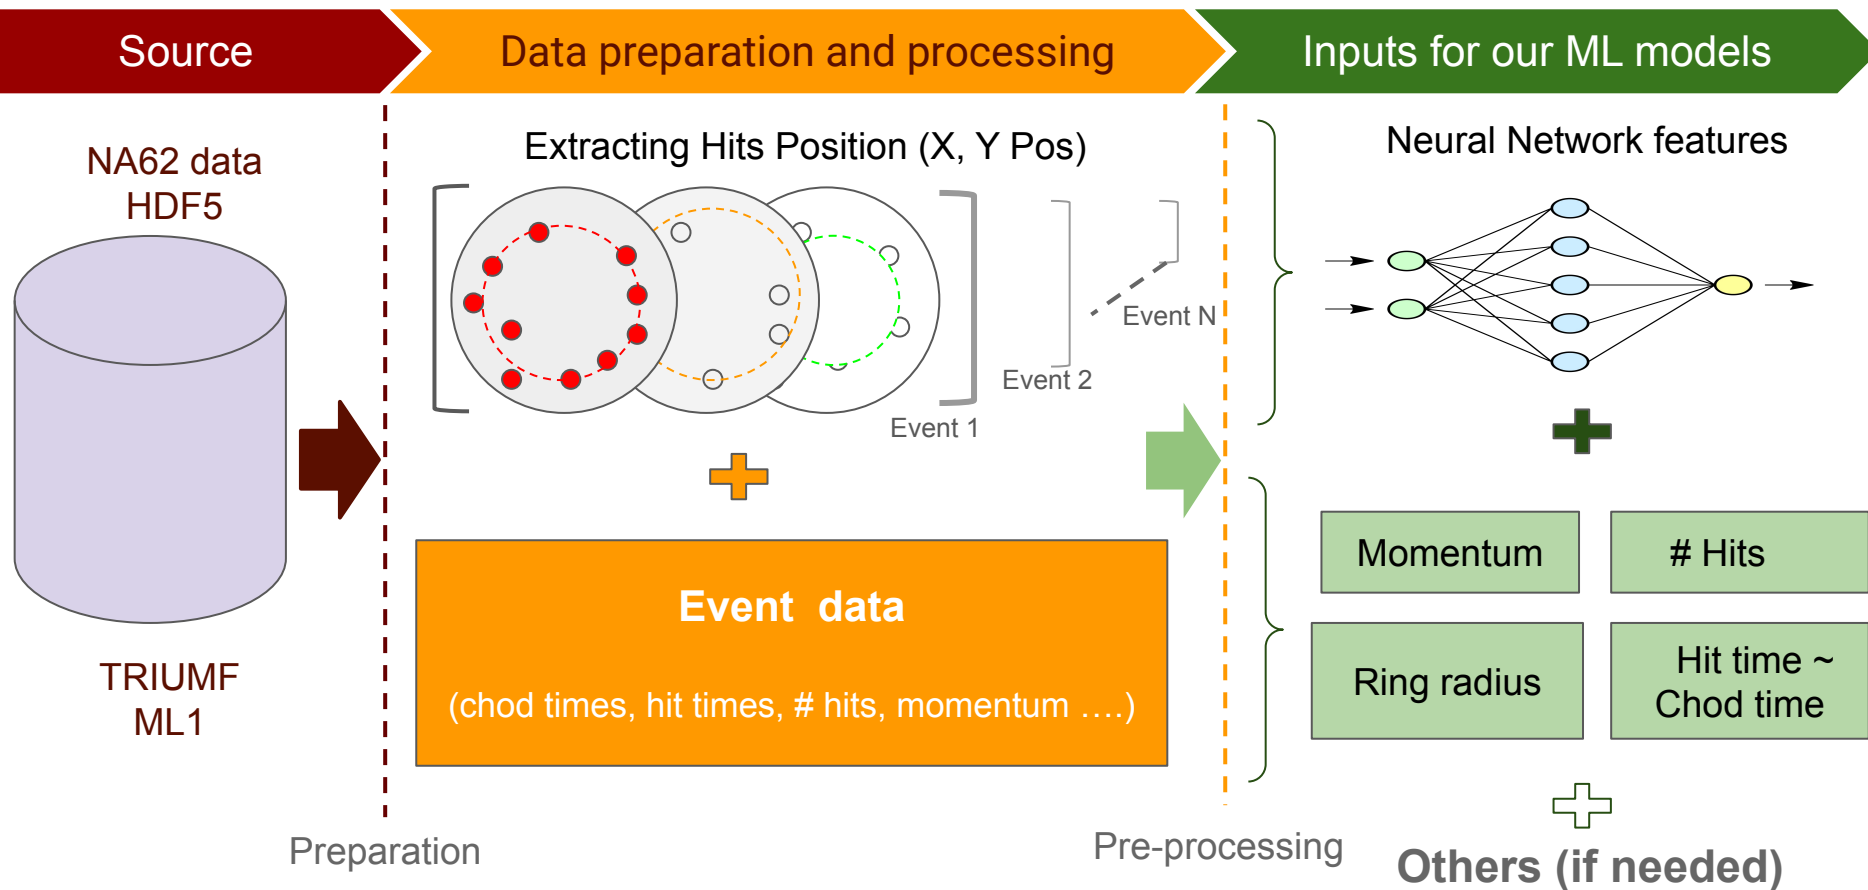 Source
Data preparation and processing
Inputs for our ML models
NA62 data
HDF5
TRIUMF
ML1
Preparation
Extracting Hits Position (X, Y Pos)
Event 1
Event 2
Event N
Event data
(chod times, hit times, # hits, momentum ....)
Pre-processing
Neural Network features
Momentum
# Hits
Ring radius
Hit time ~
Chod time
Others (if needed)